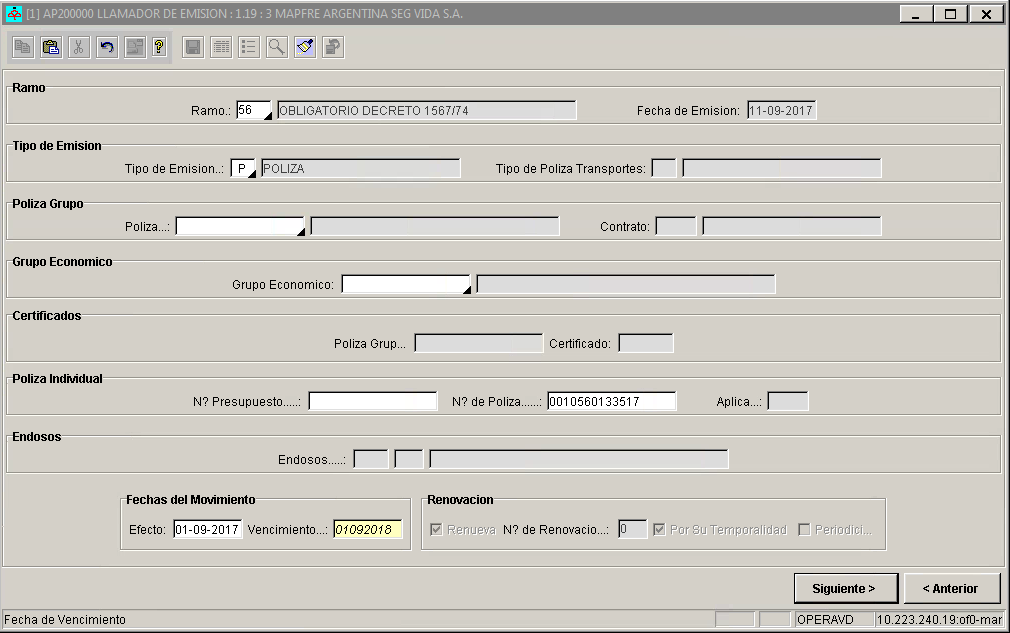 [1] AP200000 LLAMADOR DE EMISION : 1.19 : 3 MAPFRE ARGENTINA SEG VIDA S.A.
Ramo
Ramo.: 56 OBLIGATORIO DECRETO 1567/74 Fecha de Emision: 11-09-2017
Tipo de Emision
Tipo de Emision..: P POLIZA Tipo de Poliza Transportes:
Poliza Grupo
Poliza...: Contrato:
Grupo Economico
Grupo Economico:
Certificados
Poliza Grup... Certificado:
Poliza Individual
N? Presupuesto.....: N? de Poliza......: 0010560133517 Aplica...:
Endosos
Endosos.....:
Fechas del Movimiento Renovacion
Efecto: 01-09-2017 Vencimiento...: 01092018 Renueva N? de Renovacio...: 0 Por Su Temporalidad Periodici...
Siguiente > < Anterior
Fecha de Vencimiento OPERAVD 10.223.240.19:of0-mar